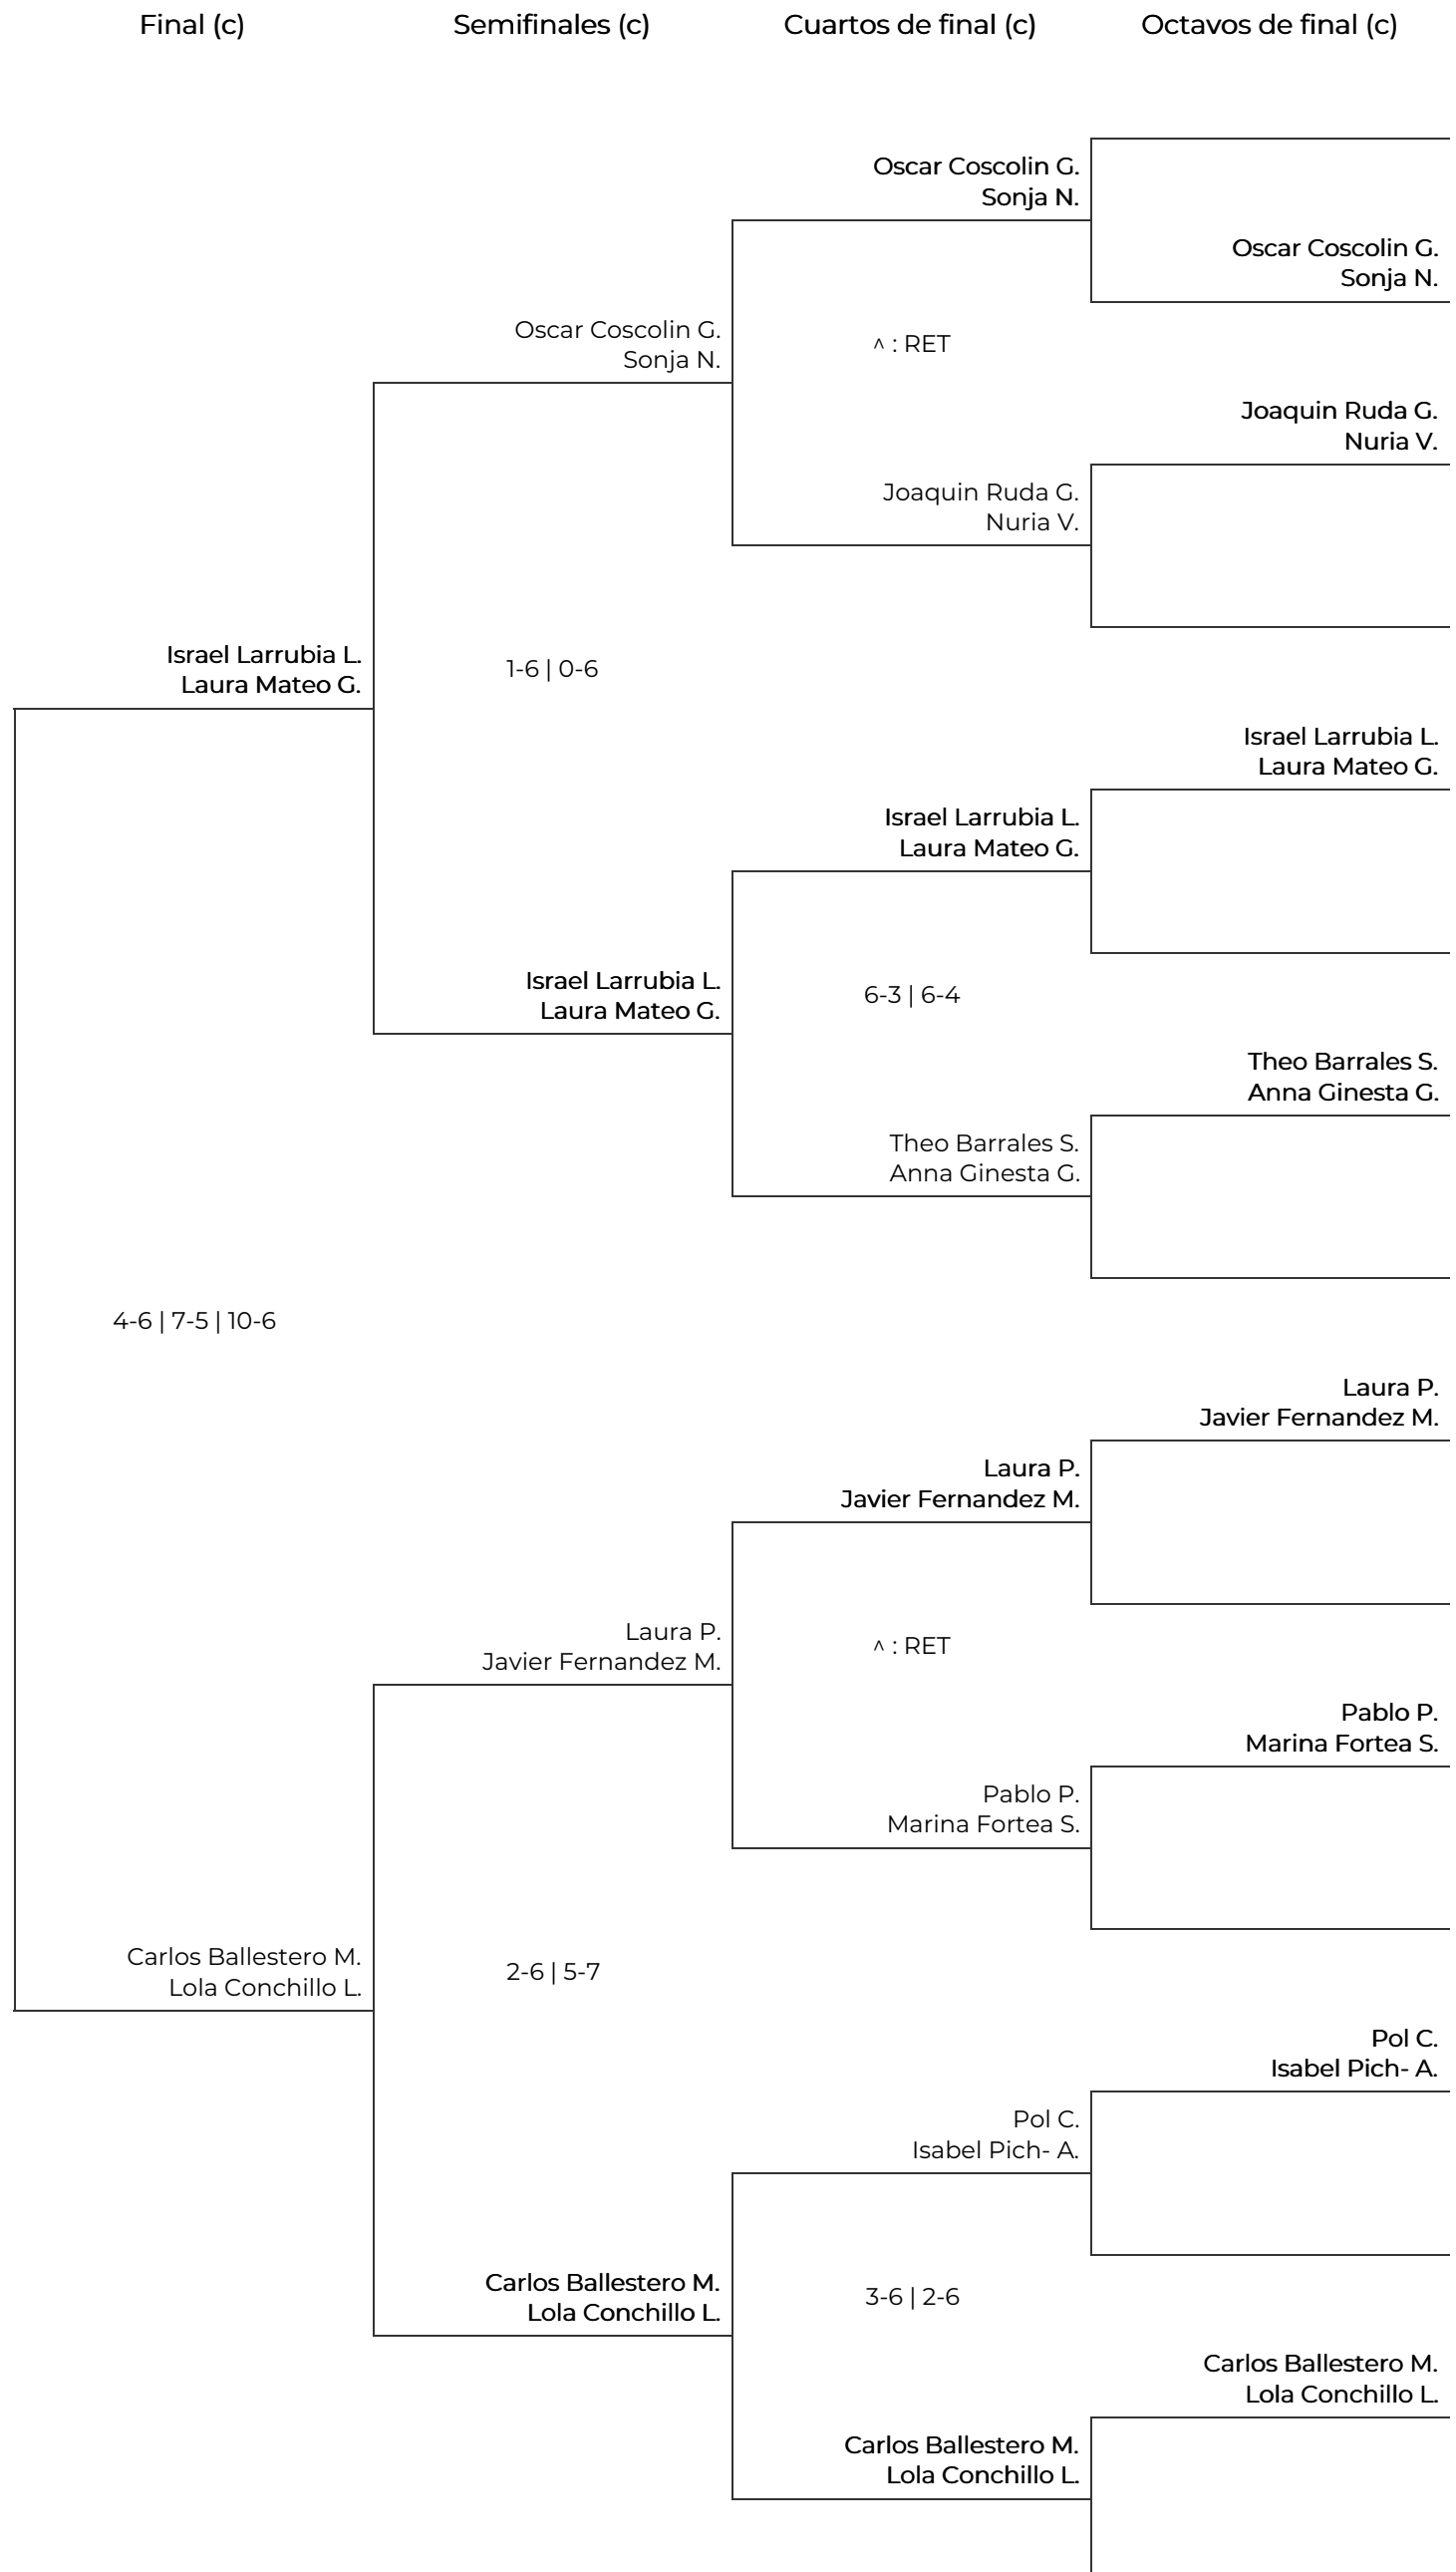 Final (c)
Semifinales (c)
Cuartos de final (c)
Octavos de final (c)
Oscar Coscolin G.
Sonja N.
Oscar Coscolin G.
Sonja N.
Oscar Coscolin G.
Sonja N.
^ : RET
Joaquin Ruda G.
Nuria V.
Joaquin Ruda G.
Nuria V.
Israel Larrubia L.
Laura Mateo G.
1-6 | 0-6
Israel Larrubia L.
Laura Mateo G.
Israel Larrubia L.
Laura Mateo G.
Israel Larrubia L.
Laura Mateo G.
6-3 | 6-4
Theo Barrales S.
Anna Ginesta G.
Theo Barrales S.
Anna Ginesta G.
4-6 | 7-5 | 10-6
Laura P.
Javier Fernandez M.
Laura P.
Javier Fernandez M.
Laura P.
Javier Fernandez M.
^ : RET
Pablo P.
Marina Fortea S.
Pablo P.
Marina Fortea S.
Carlos Ballestero M.
Lola Conchillo L.
2-6 | 5-7
Pol C.
Isabel Pich- A.
Pol C.
Isabel Pich- A.
Carlos Ballestero M.
Lola Conchillo L.
3-6 | 2-6
Carlos Ballestero M.
Lola Conchillo L.
Carlos Ballestero M.
Lola Conchillo L.